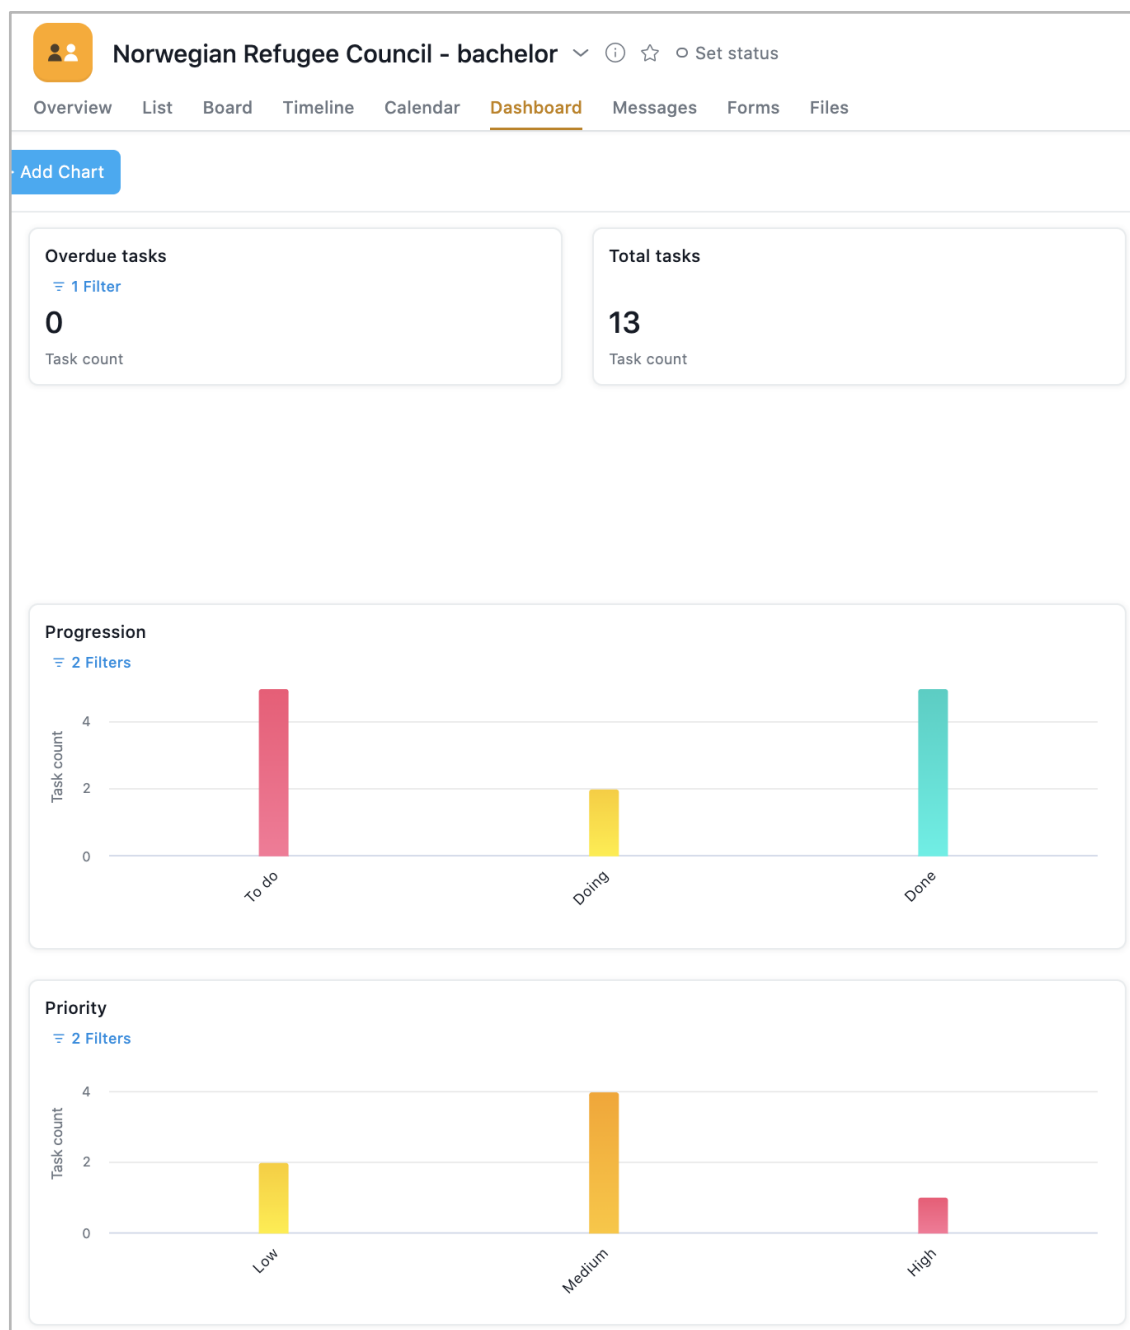 Norwegian Refugee Council - bachelor
Set status
Overview List Board Timeline Calendar Dashboard Messages Forms Files
Add Chart
Overdue tasks
1 Filter
0
Task count
Total tasks
13
Task count
Progression
2 Filters
Task count
4
2
0
To do
Doing
Done
Priority
2 Filters
Task count
4
2
0
Low
Medium
High